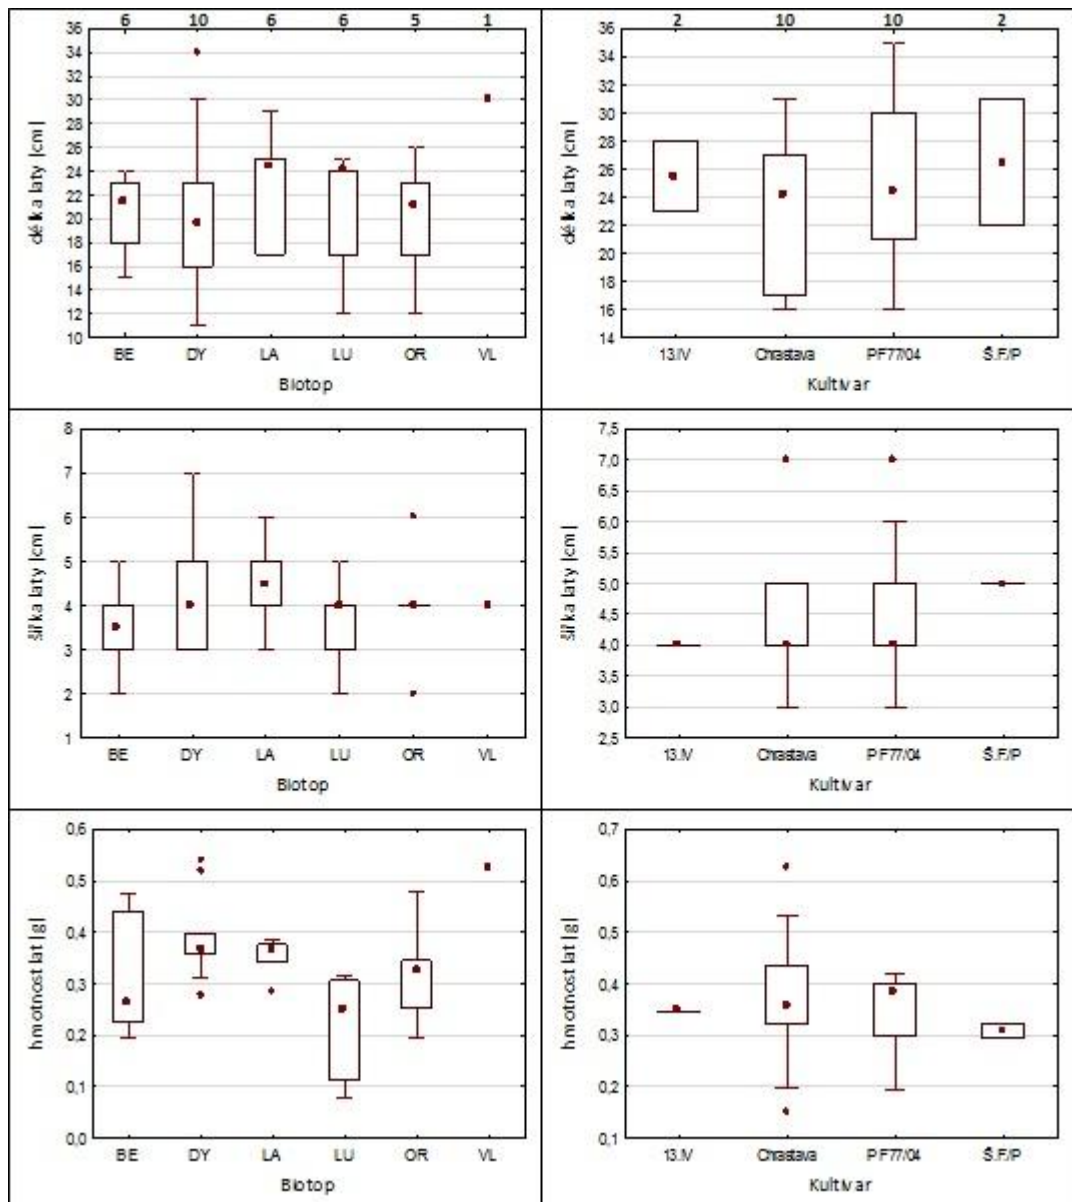 6 10 6 6 5 1
36
34
32
30
28
26
24
22
20
18
16
14
12
10
délka laty [cm]
BE DY LA LU OR VL
Biotop
2 10 10 2
36
34
32
30
28
26
24
22
20
18
16
14
délka laty [cm]
13.IV Chrastava PF77/04 Š.F./P
Kultivar
8
7
6
5
4
3
2
1
šířka laty [cm]
BE DY LA LU OR VL
Biotop
7,5
7,0
6,5
6,0
5,5
5,0
4,5
4,0
3,5
3,0
2,5
šířka laty [cm]
13.IV Chrastava PF77/04 Š.F./P
Kultivar
0,6
0,5
0,4
0,3
0,2
0,1
0,0
hmotnost lat [g]
BE DY LA LU OR VL
Biotop
0,7
0,6
0,5
0,4
0,3
0,2
0,1
hmotnost lat [g]
13.IV Chrastava PF77/04 Š.F./P
Kultivar